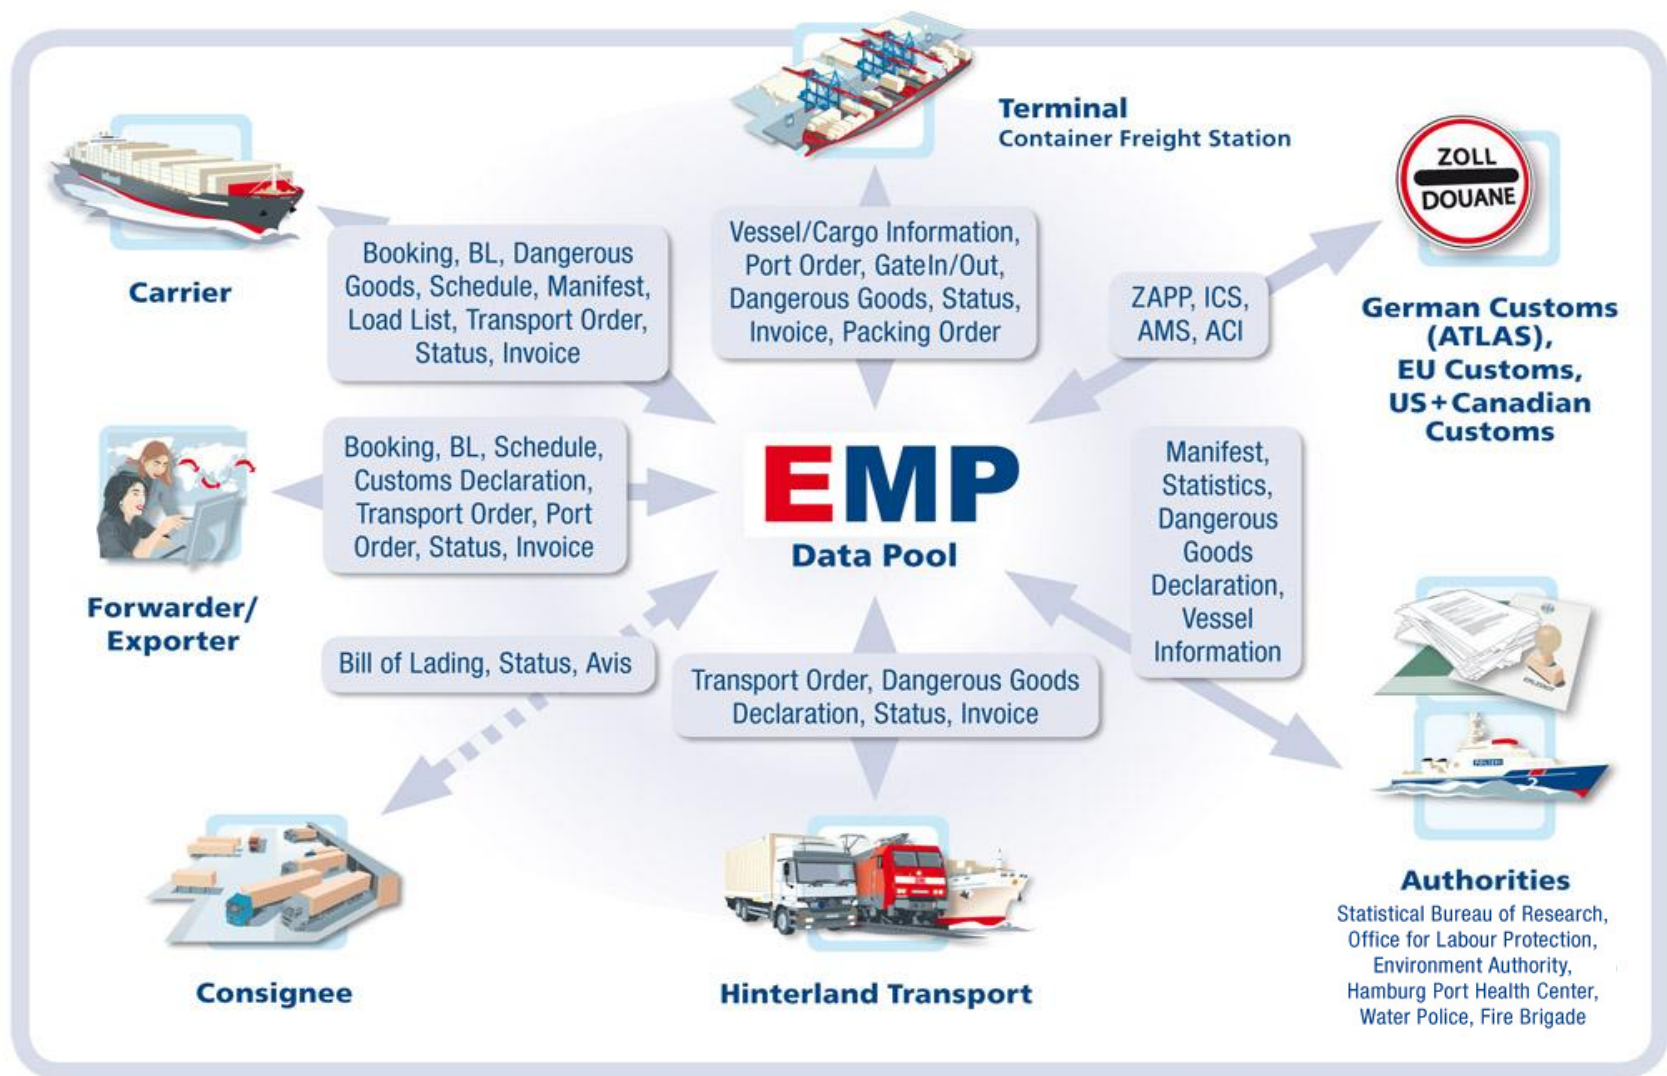 Terminal
Container Freight Station
ZOLL
DOUANE
Carrier
Booking, BL, Dangerous
Goods, Schedule, Manifest,
Load List, Transport Order,
Status, Invoice
Vessel/Cargo Information,
Port Order, GateIn/Out,
Dangerous Goods, Status,
Invoice, Packing Order
ZAPP, ICS,
AMS, ACI
German Customs
(ATLAS),
EU Customs,
US+Canadian
Customs
Booking, BL, Schedule,
Customs Declaration,
Transport Order, Port
Order, Status, Invoice
Forwarder/
Exporter
EMP
Data Pool
Manifest,
Statistics,
Dangerous
Goods
Declaration,
Vessel
Information
Bill of Lading, Status, Avis
Transport Order, Dangerous Goods
Declaration, Status, Invoice
POLIZEI
Consignee
Hinterland Transport
Authorities
Statistical Bureau of Research,
Office for Labour Protection,
Environment Authority,
Hamburg Port Health Center,
Water Police, Fire Brigade